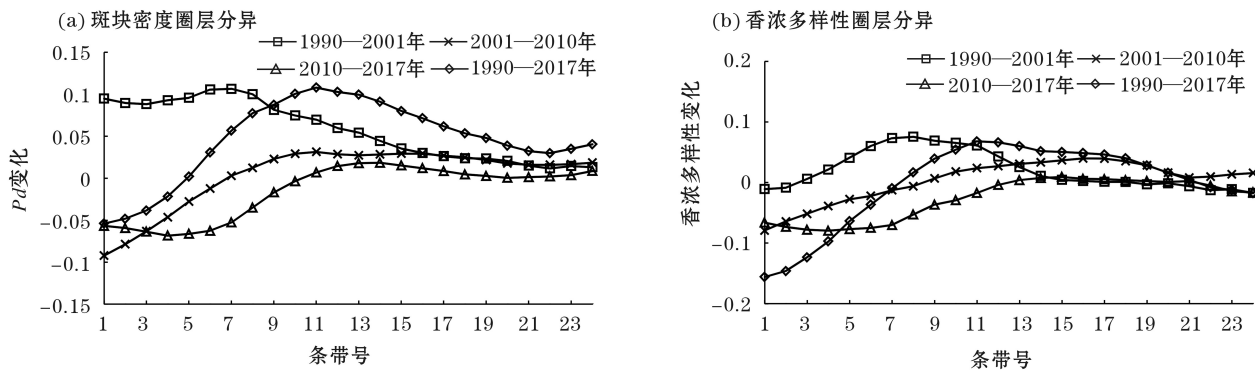 (a) 斑块密度圈层分异
1990—2001年 2001—2010年
2010—2017年 1990—2017年
0.15
0.1
0.05
0
−0.05
−0.1
−0.15
Pd变化
1 3 5 7 9 11 13 15 17 19 21 23
条带号
(b) 香浓多样性圈层分异
1990—2001年 2001—2010年
2010—2017年 1990—2017年
0.2
0.1
0
−0.1
−0.2
香浓多样性变化
1 3 5 7 9 11 13 15 17 19 21 23
条带号